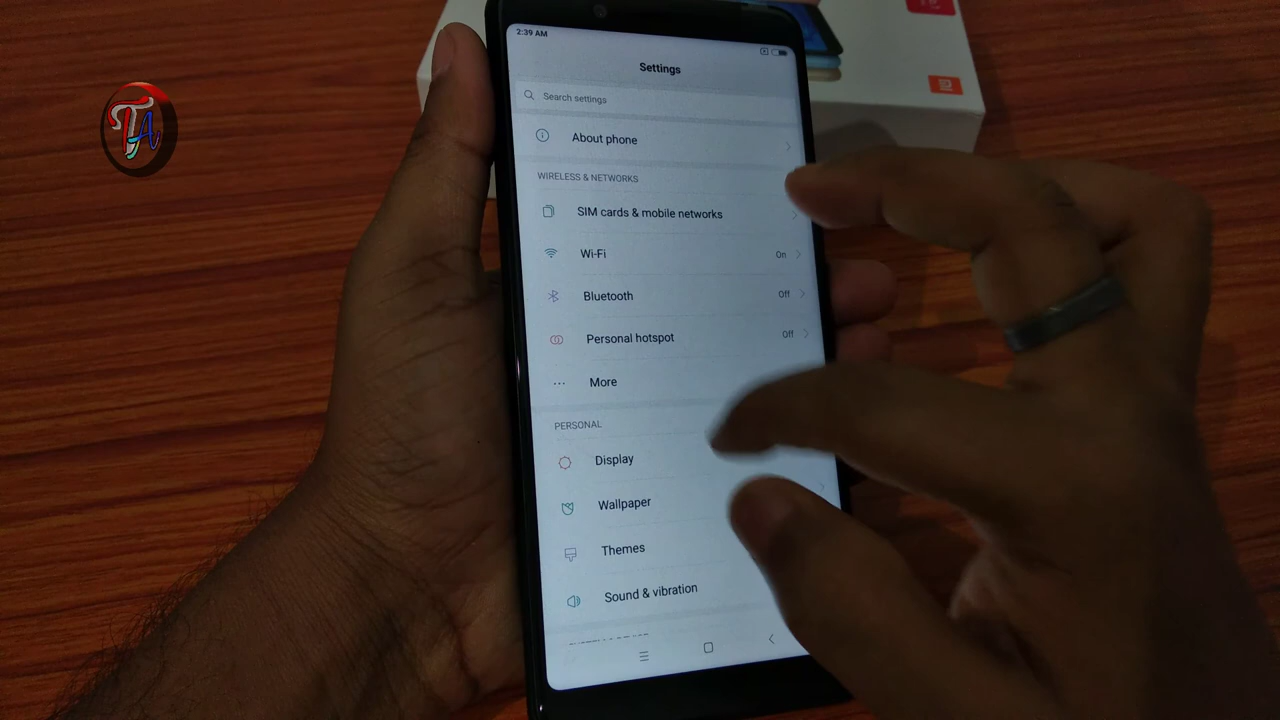 2:39 AM
Settings
Search settings
About phone
WIRELESS & NETWORKS
SIM cards & mobile networks
Wi-Fi
On
Bluetooth
Off
Personal hotspot
Off
More
PERSONAL
Display
Wallpaper
Themes
Sound & vibration
TA